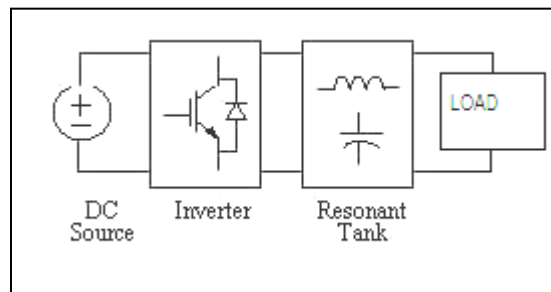 LOAD
DC
Source
Inverter
Resonant
Tank